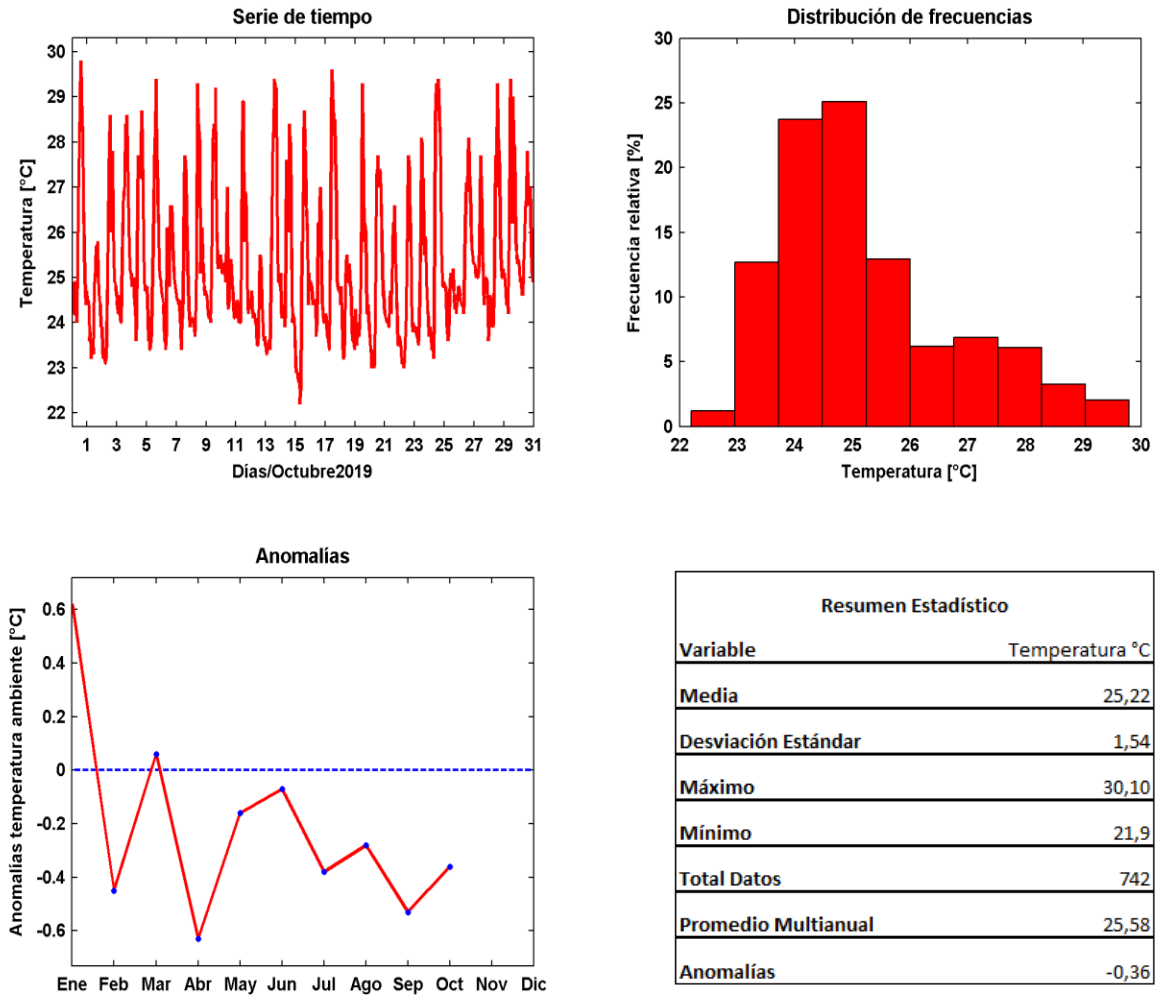 Serie de tiempo
Temperatura [°C]
30
29
28
27
26
25
24
23
22
1 3 5 7 9 11 13 15 17 19 21 23 25 27 29 31
Días/Octubre2019
Distribución de frecuencias
Frecuencia relativa [%]
30
25
20
15
10
5
0
22 23 24 25 26 27 28 29 30
Temperatura [°C]
Anomalías
Anomalías temperatura ambiente [°C]
0.6
0.4
0.2
0
-0.2
-0.4
-0.6
Ene Feb Mar Abr May Jun Jul Ago Sep Oct Nov Dic
Resumen Estadístico
Variable Temperatura °C
Media 25,22
Desviación Estándar 1,54
Máximo 30,10
Mínimo 21,9
Total Datos 742
Promedio Multianual 25,58
Anomalías -0,36